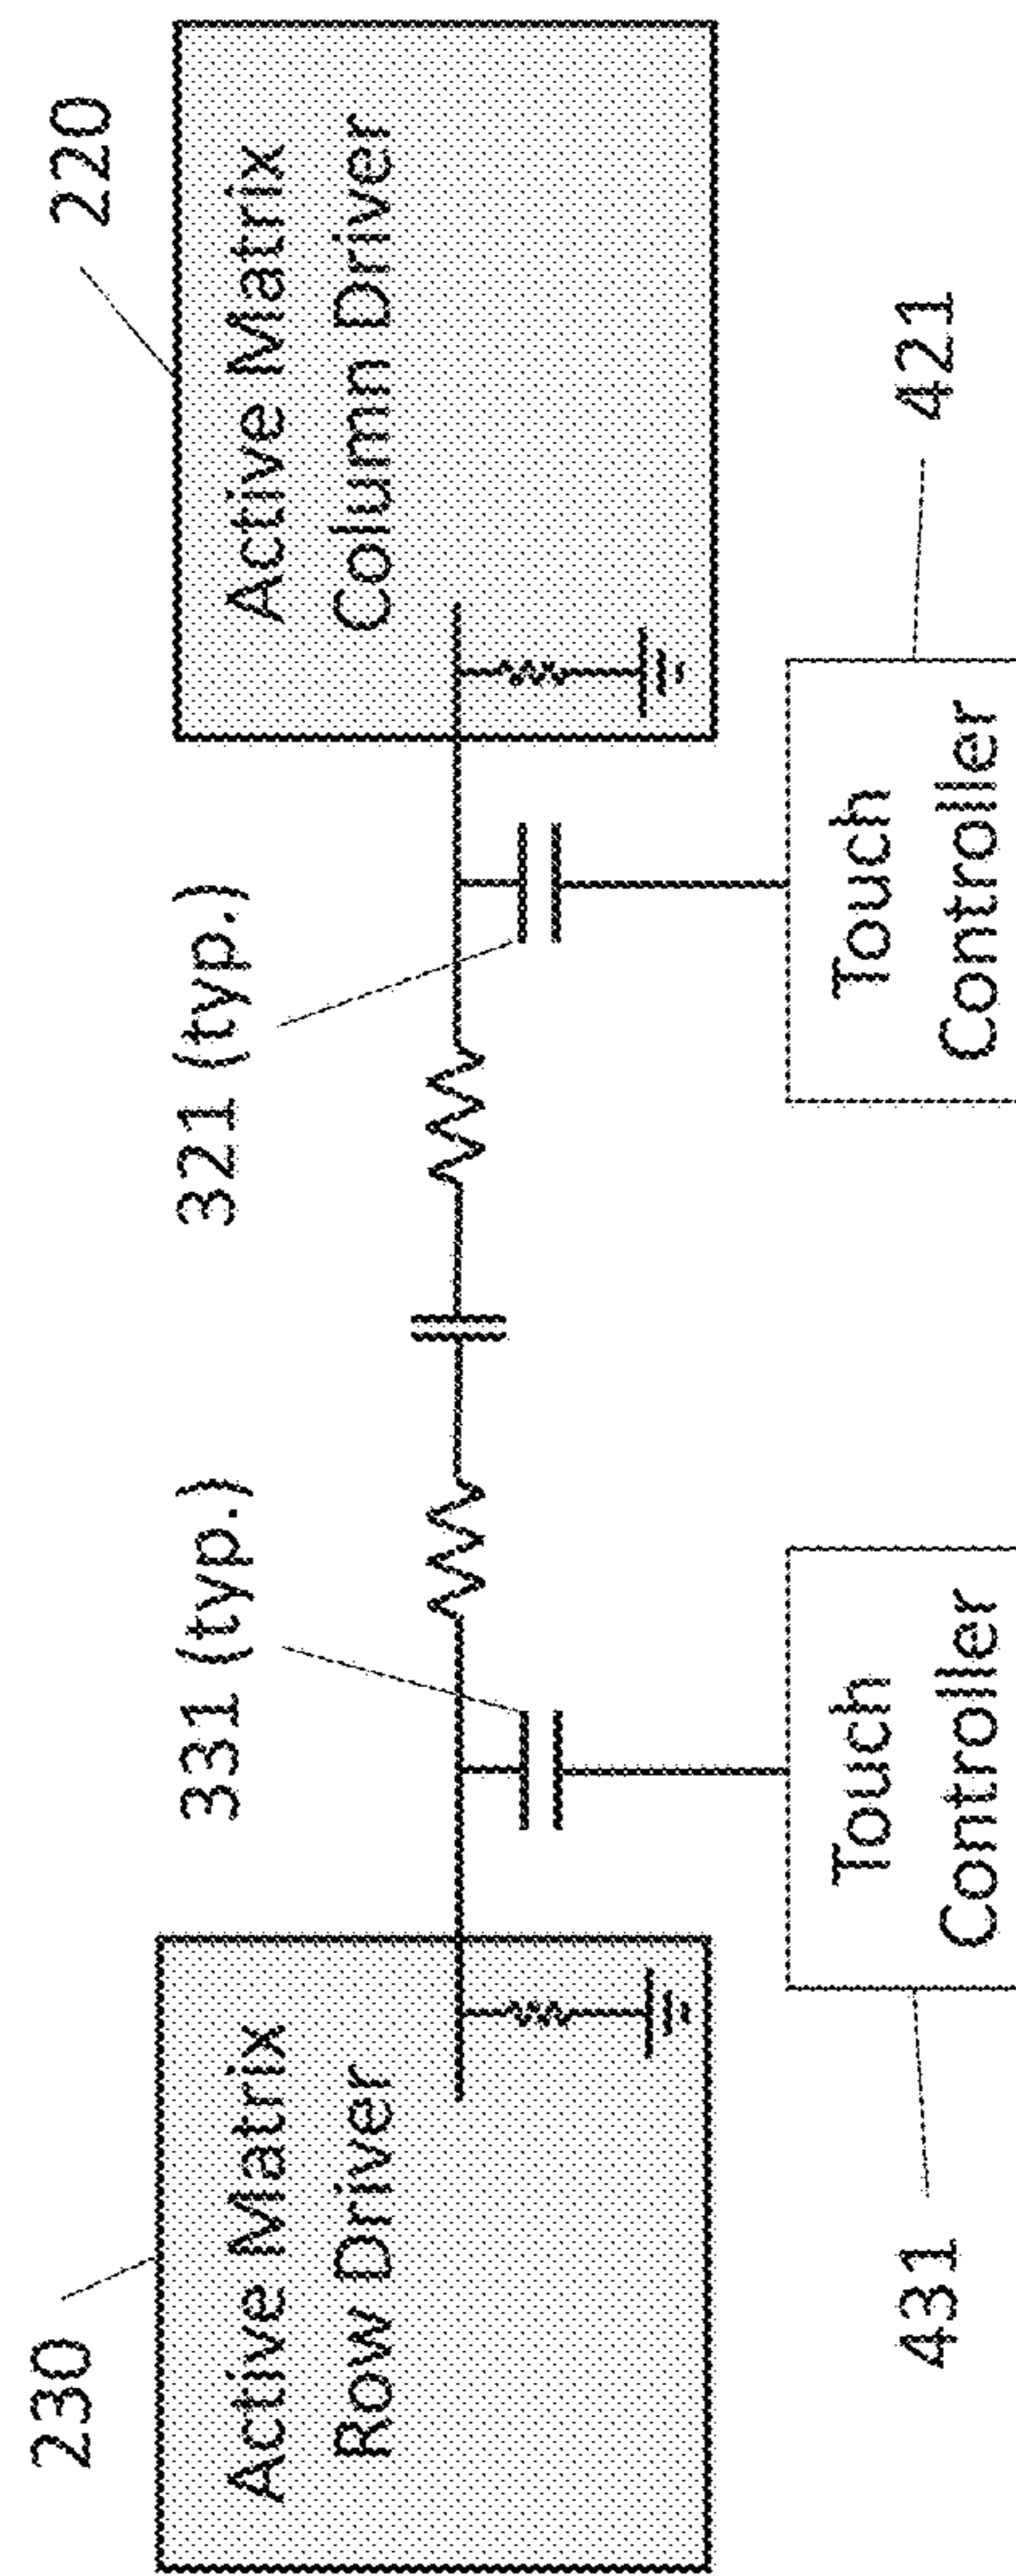 230
Active Matrix
Row Driver
331 (typ.)
321 (typ.)
220
Active Matrix
Column Driver
431
Touch
Controller
Touch
Controller
421